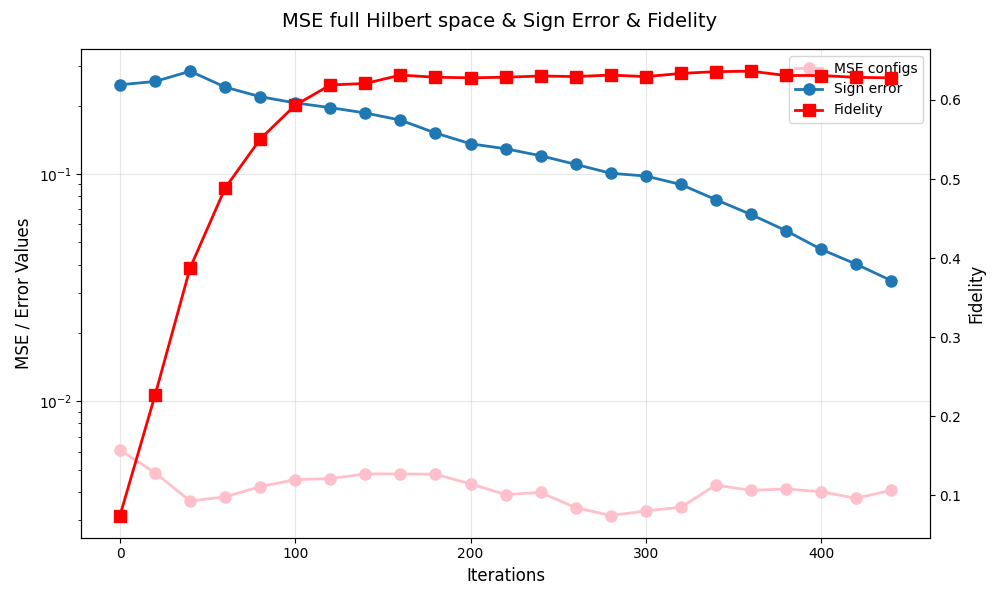 MSE full Hilbert space & Sign Error & Fidelity
MSE configs
Sign error
Fidelity
10⁻¹
10⁻²
MSE / Error Values
0.6
0.5
0.4
0.3
0.2
0.1
Fidelity
0 100 200 300 400
Iterations